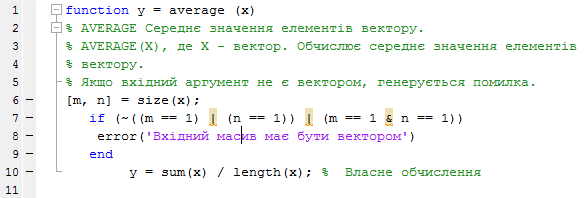 1 function y = average (x)
2 % AVERAGE Середнє значення елементів вектору.
3 % AVERAGE(X), де X - вектор. Обчислює середнє значення елементів
4 % вектору.
5 % Якщо вхідний аргумент не є вектором, генерується помилка.
6 [m, n] = size(x);
7 if (~((m == 1) | (n == 1)) | (m == 1 & n == 1))
8 error('Вхідний масив має бути вектором')
9 end
10 y = sum(x) / length(x); % Власне обчислення
11